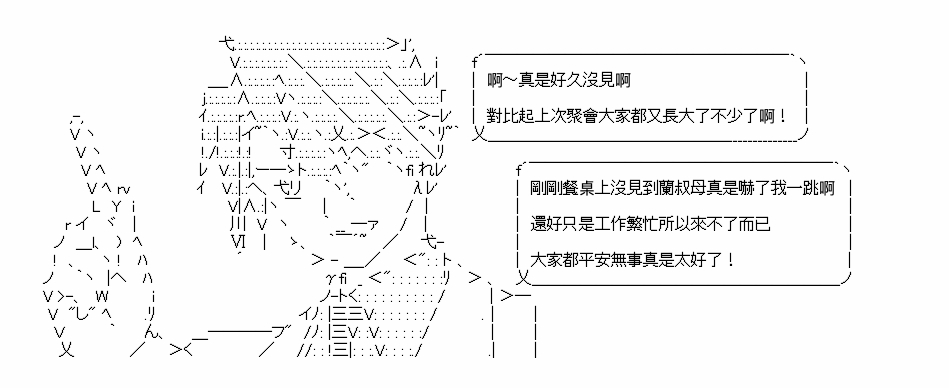 啊～真是好久沒見啊
對比起上次聚會大家都又長大了不少了啊！
剛剛餐桌上沒見到蘭叔母真是嚇了我一跳啊
還好只是工作繁忙所以來不了而已
大家都平安無事真是太好了！